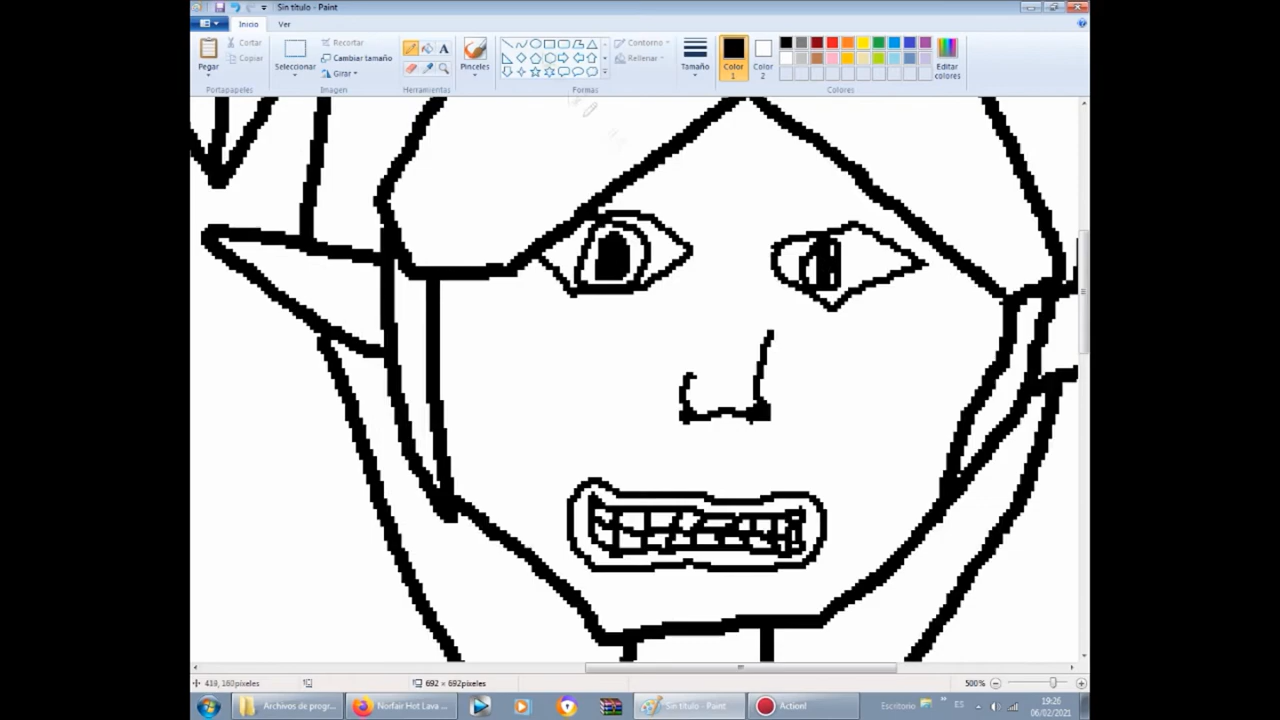 Sin título - Paint
Inicio Ver
Pegar
Cortar
Copiar
Portapapeles
Seleccionar
Recortar
Cambiar tamaño
Girar
Imagen
Herramientas
Pinceles
Contorno
Rellenar
Formas
Tamaño
Color 1
Color 2
Editar colores
Colores
419, 160píxeles
692 × 692píxeles
500%
Archivos de progr...
Norfair Hot Lava ...
Sin título - Paint
Action!
Escritorio
ES
19:26
06/02/2021